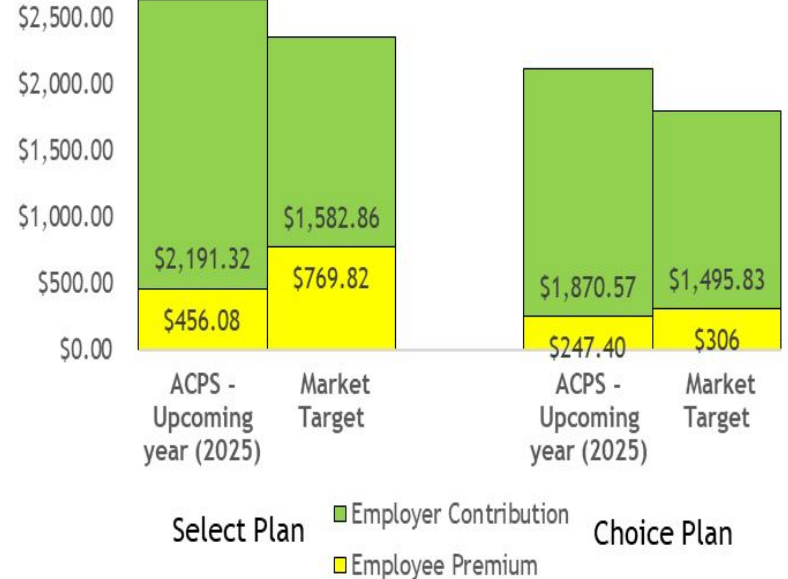 $2,500.00
$2,000.00
$1,500.00
$1,000.00
$500.00
$0.00
$2,191.32
$456.08
$1,582.86
$769.82
$1,870.57
$247.40
$1,495.83
$306
ACPS -
Upcoming
year (2025)
Market
Target
ACPS -
Upcoming
year (2025)
Market
Target
Select Plan
Employer Contribution
Employee Premium
Choice Plan